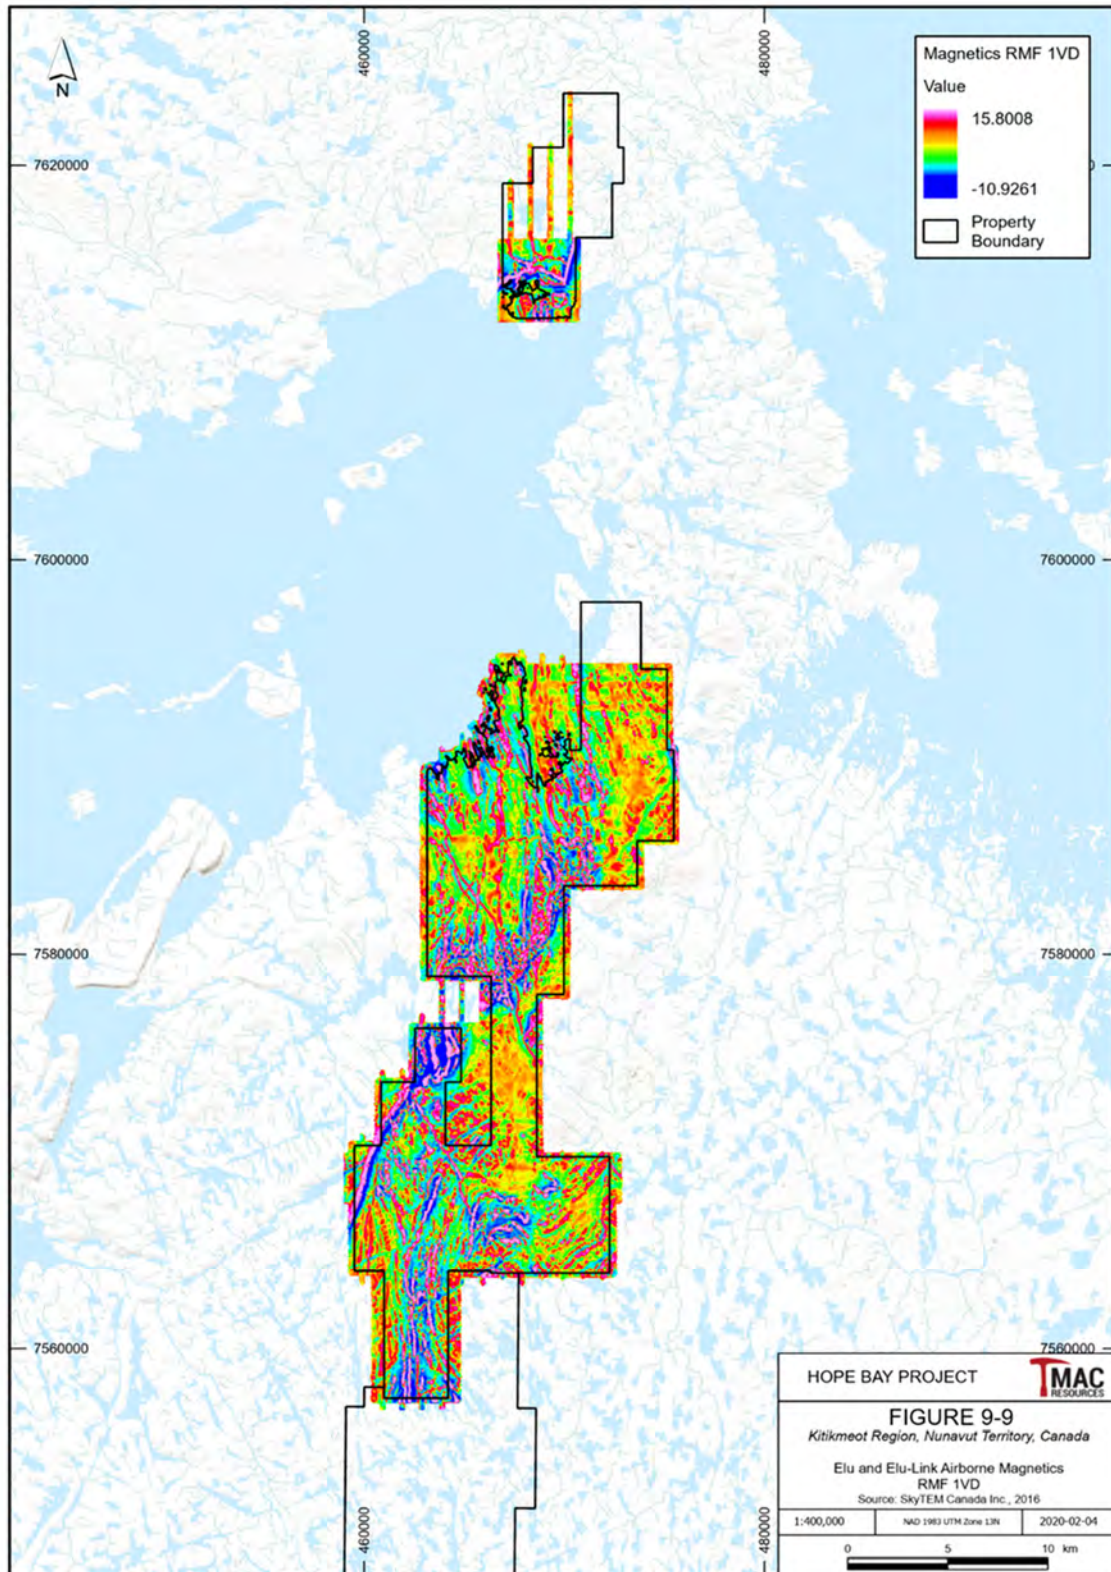 460000
480000
N
Magnetics RMF 1VD
Value
15.8008
-10.9261
Property
Boundary
7620000
7600000
7600000
7580000
7580000
7560000
7560000
HOPE BAY PROJECT
TMAC
RESOURCES
FIGURE 9-9
Kitikmeot Region, Nunavut Territory, Canada
Elu and Elu-Link Airborne Magnetics
RMF 1VD
Source: SkyTEM Canada Inc., 2016
1:400,000
NAD 1983 UTM Zone 13N
2020-02-04
460000
480000
0
5
10 km